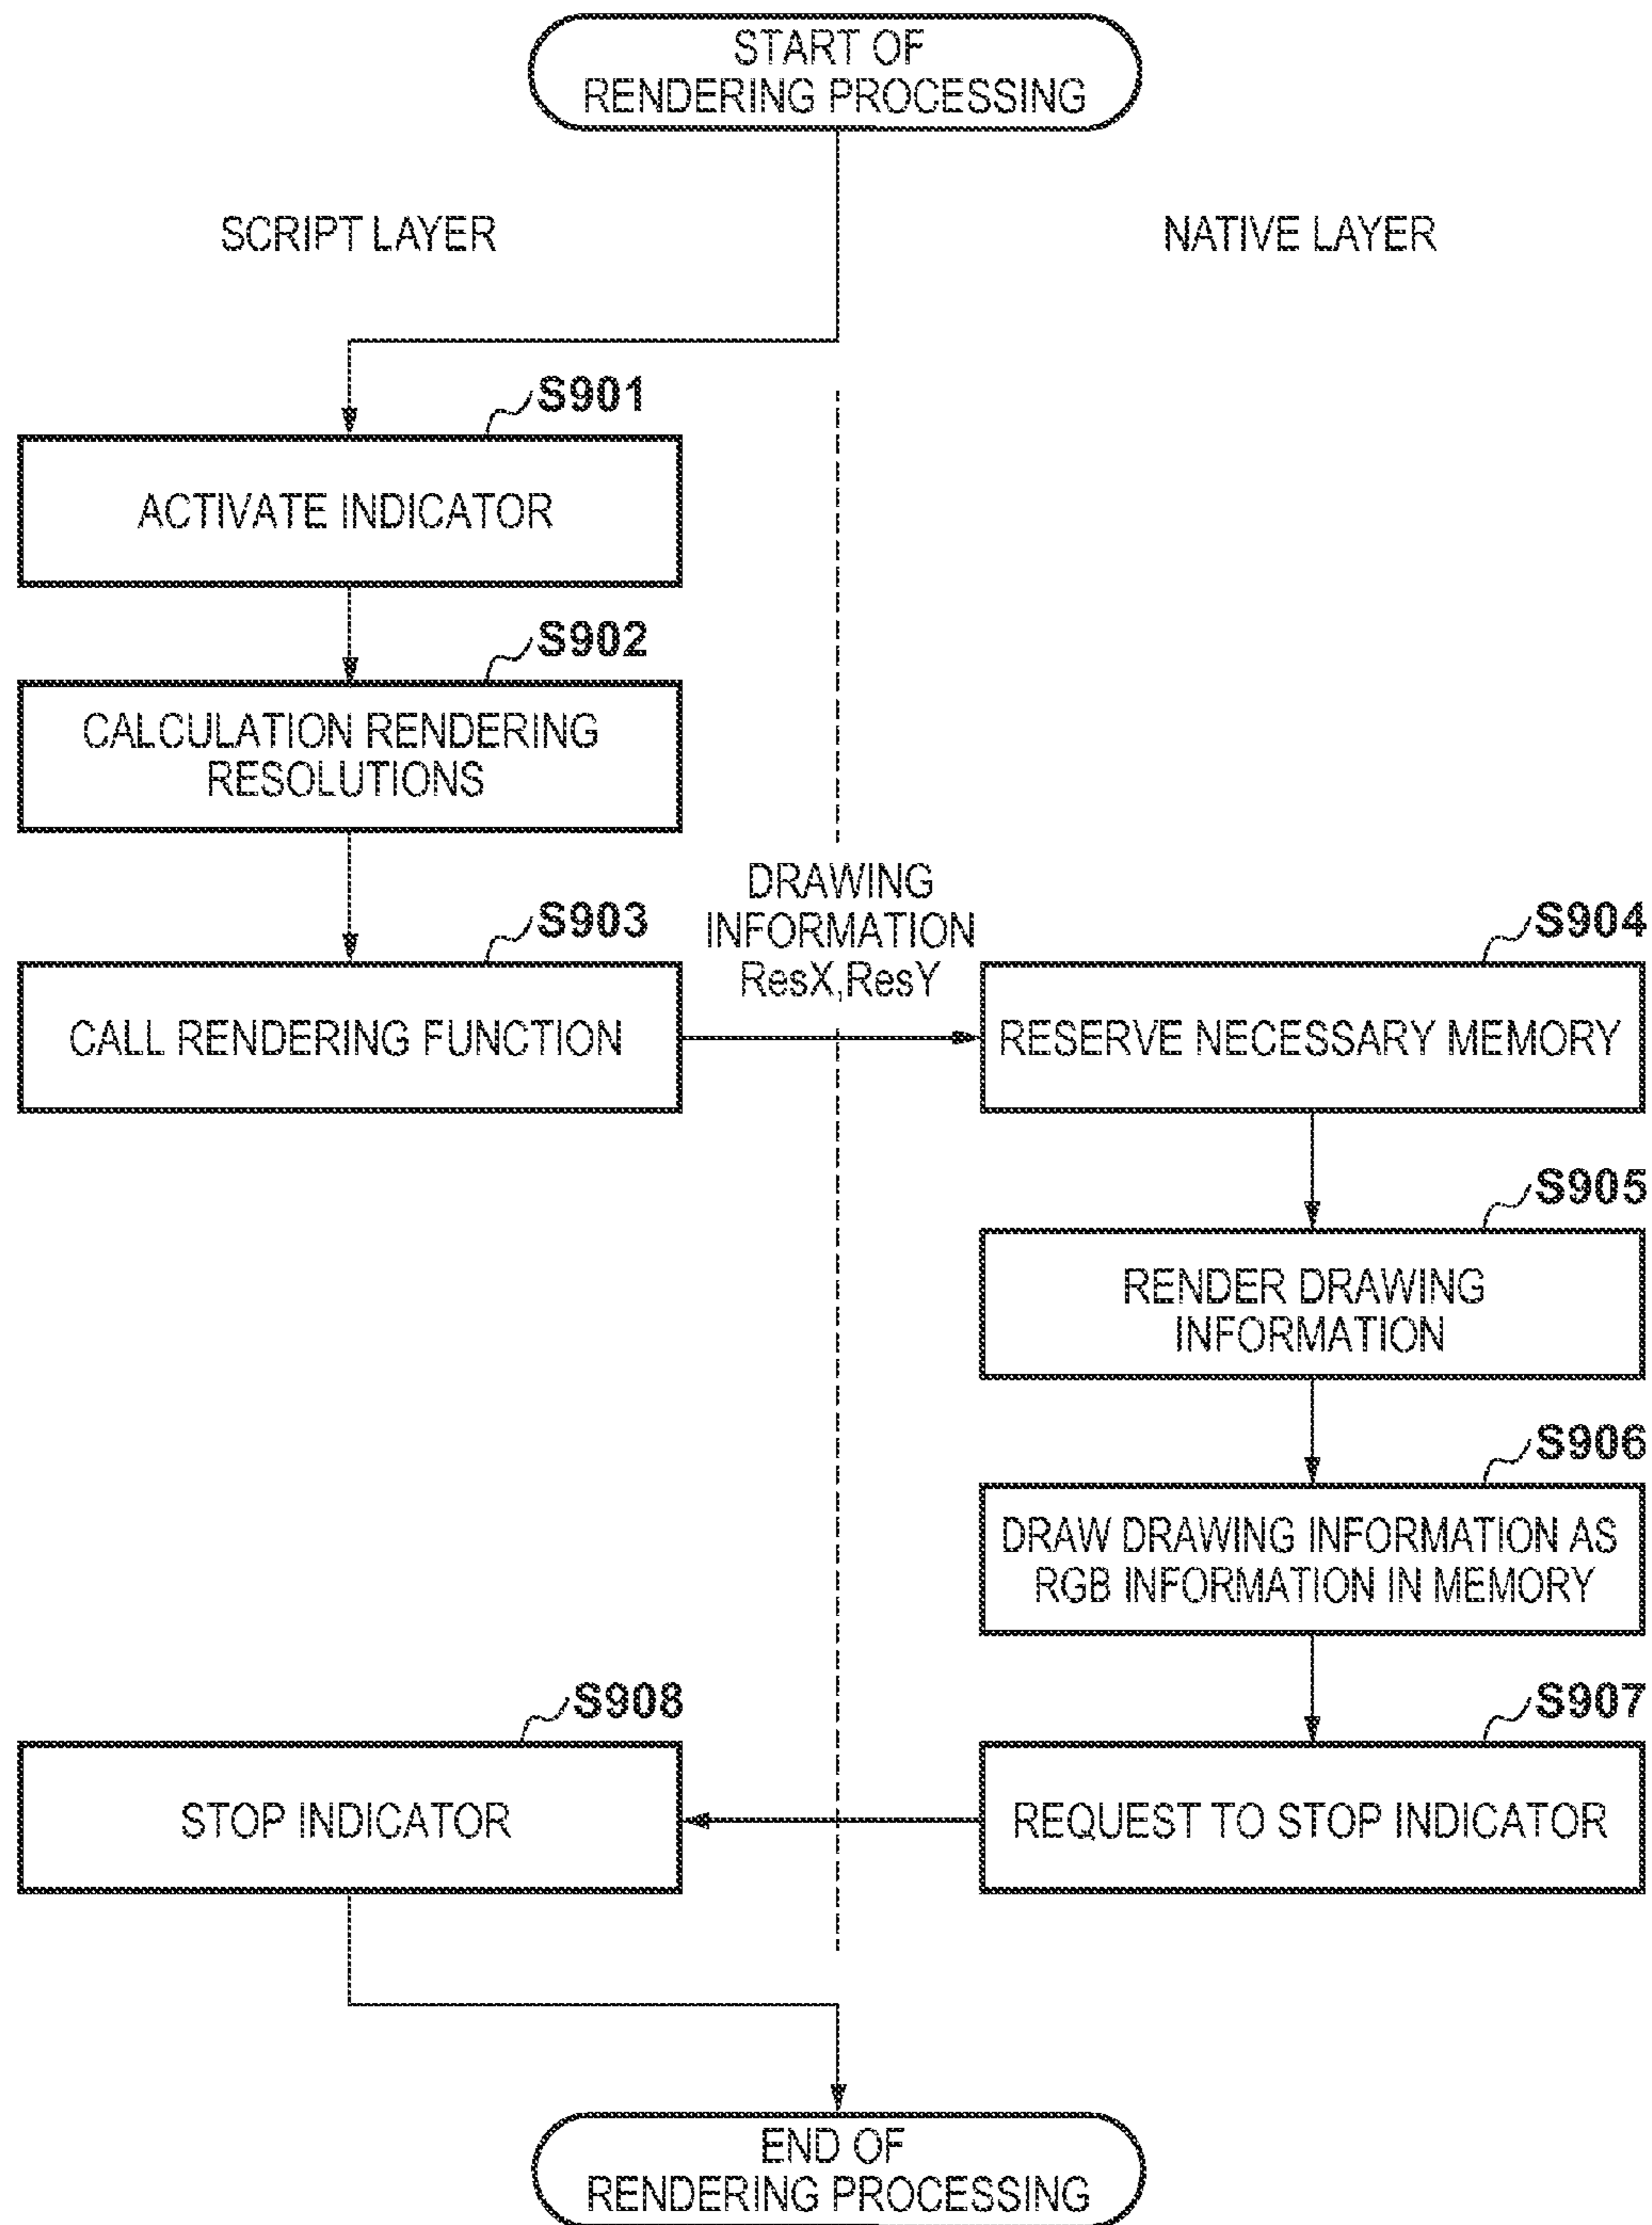 START OF
RENDERING PROCESSING
SCRIPT LAYER
NATIVE LAYER
S901
ACTIVATE INDICATOR
S902
CALCULATION RENDERING
RESOLUTIONS
S903
CALL RENDERING FUNCTION
DRAWING
INFORMATION
ResX,ResY
S904
RESERVE NECESSARY MEMORY
S905
RENDER DRAWING
INFORMATION
S906
DRAW DRAWING INFORMATION AS
RGB INFORMATION IN MEMORY
S907
REQUEST TO STOP INDICATOR
S908
STOP INDICATOR
END OF
RENDERING PROCESSING